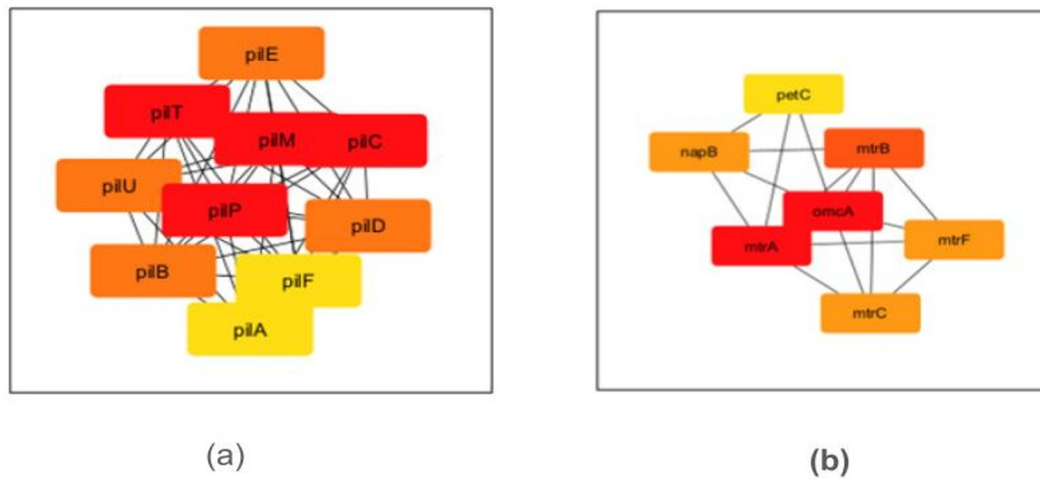 pilE
pilT
pilM
pilC
pilU
pilP
pilD
pilB
pilF
pilA
(a)
petC
napB
mtrB
omcA
mtrA
mtrF
mtrC
(b)